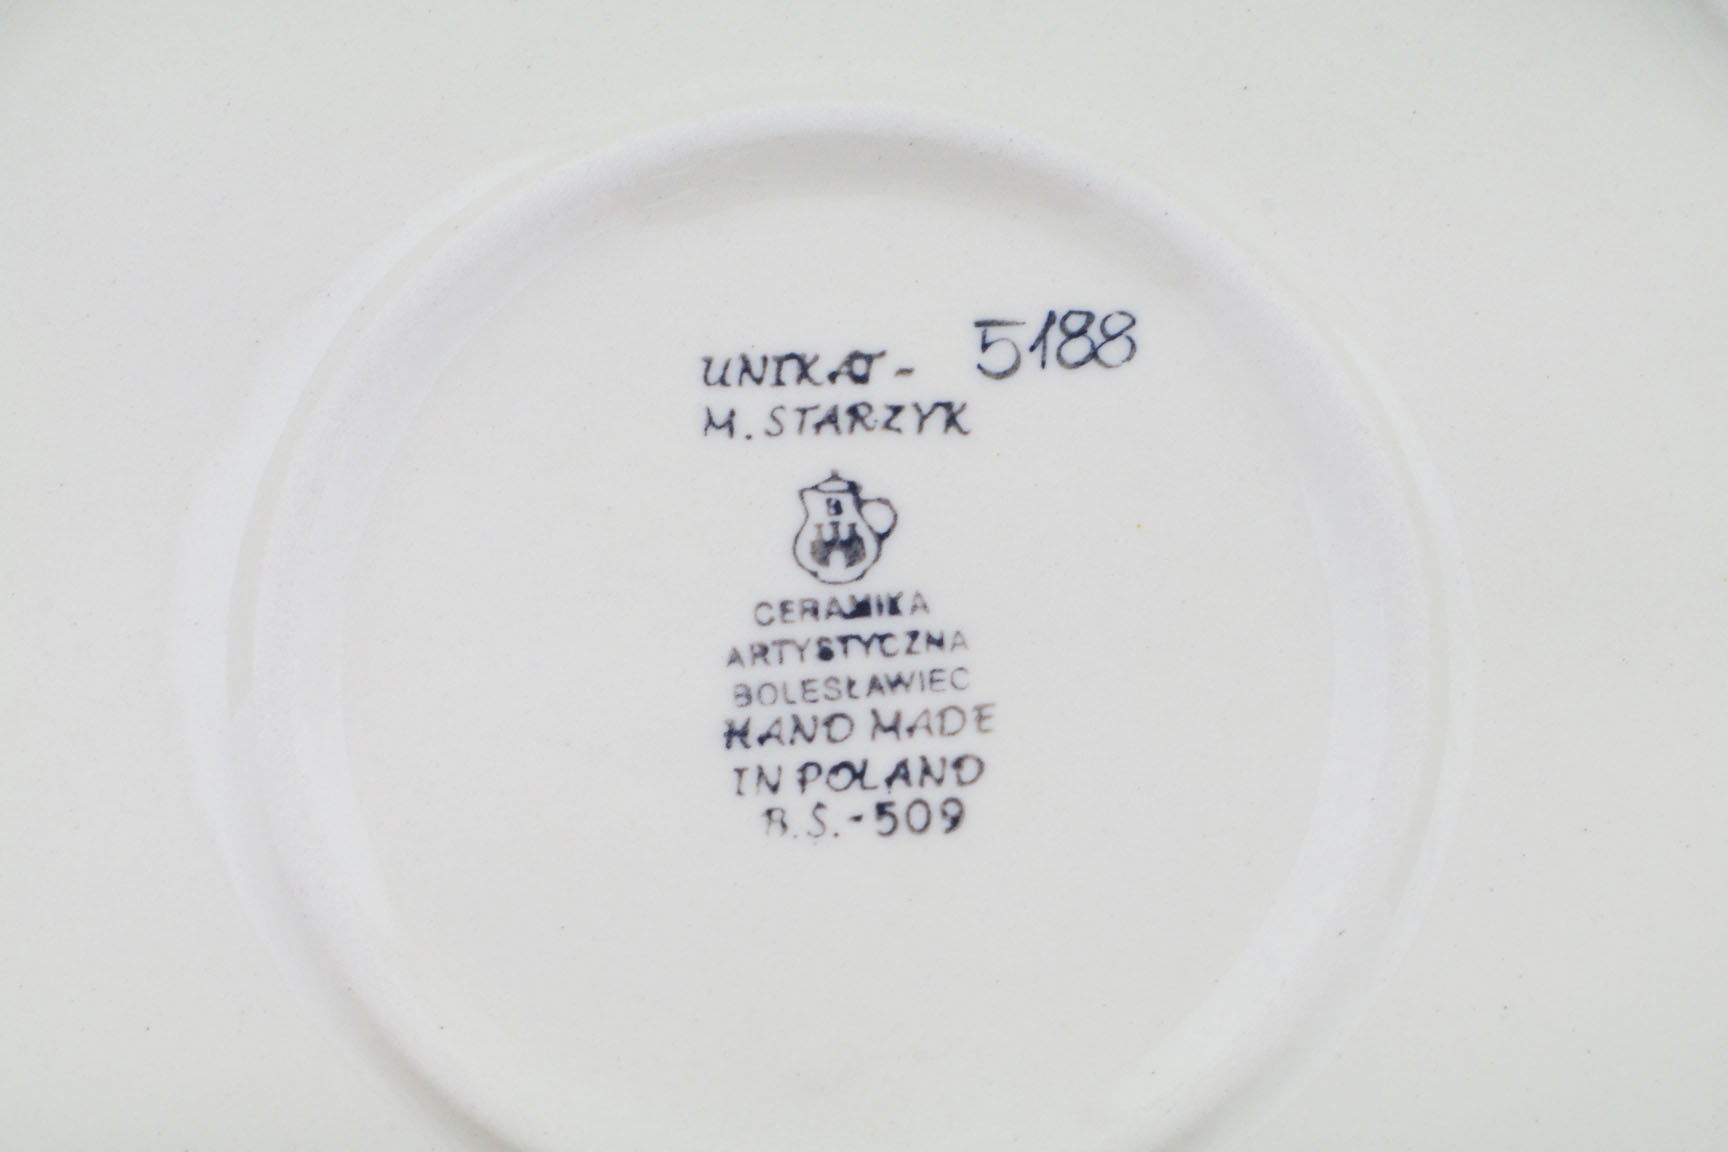 UNIKAT - 5188
M. STARZYK
B
CERAMIKA
ARTYSTYCZNA
BOLESŁAWIEC
HAND MADE
IN POLAND
B.Ś.-509